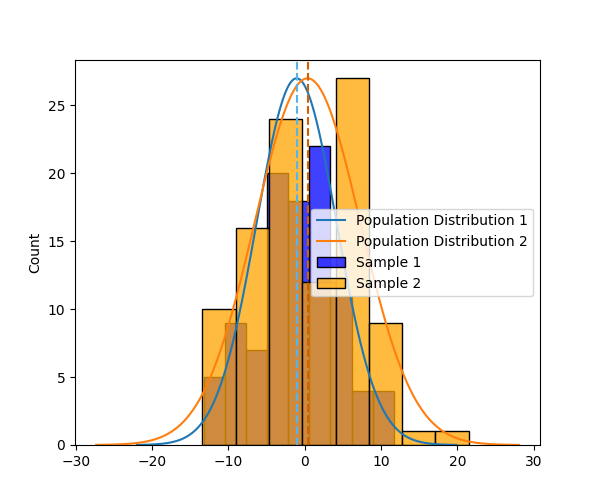 25
20
15
10
5
0
Count
Population Distribution 1
Population Distribution 2
Sample 1
Sample 2
−30 −20 −10 0 10 20 30